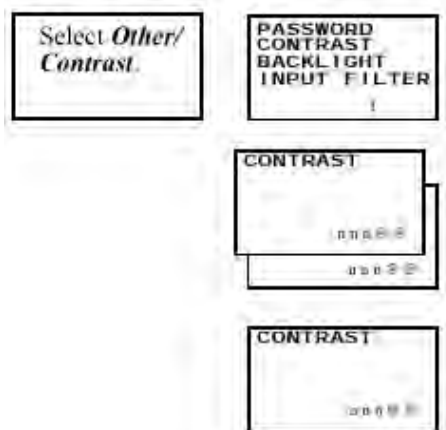 Select Other/
Contrast.
PASSWORD
CONTRAST
BACKLIGHT
INPUT FILTER
CONTRAST
CONTRAST